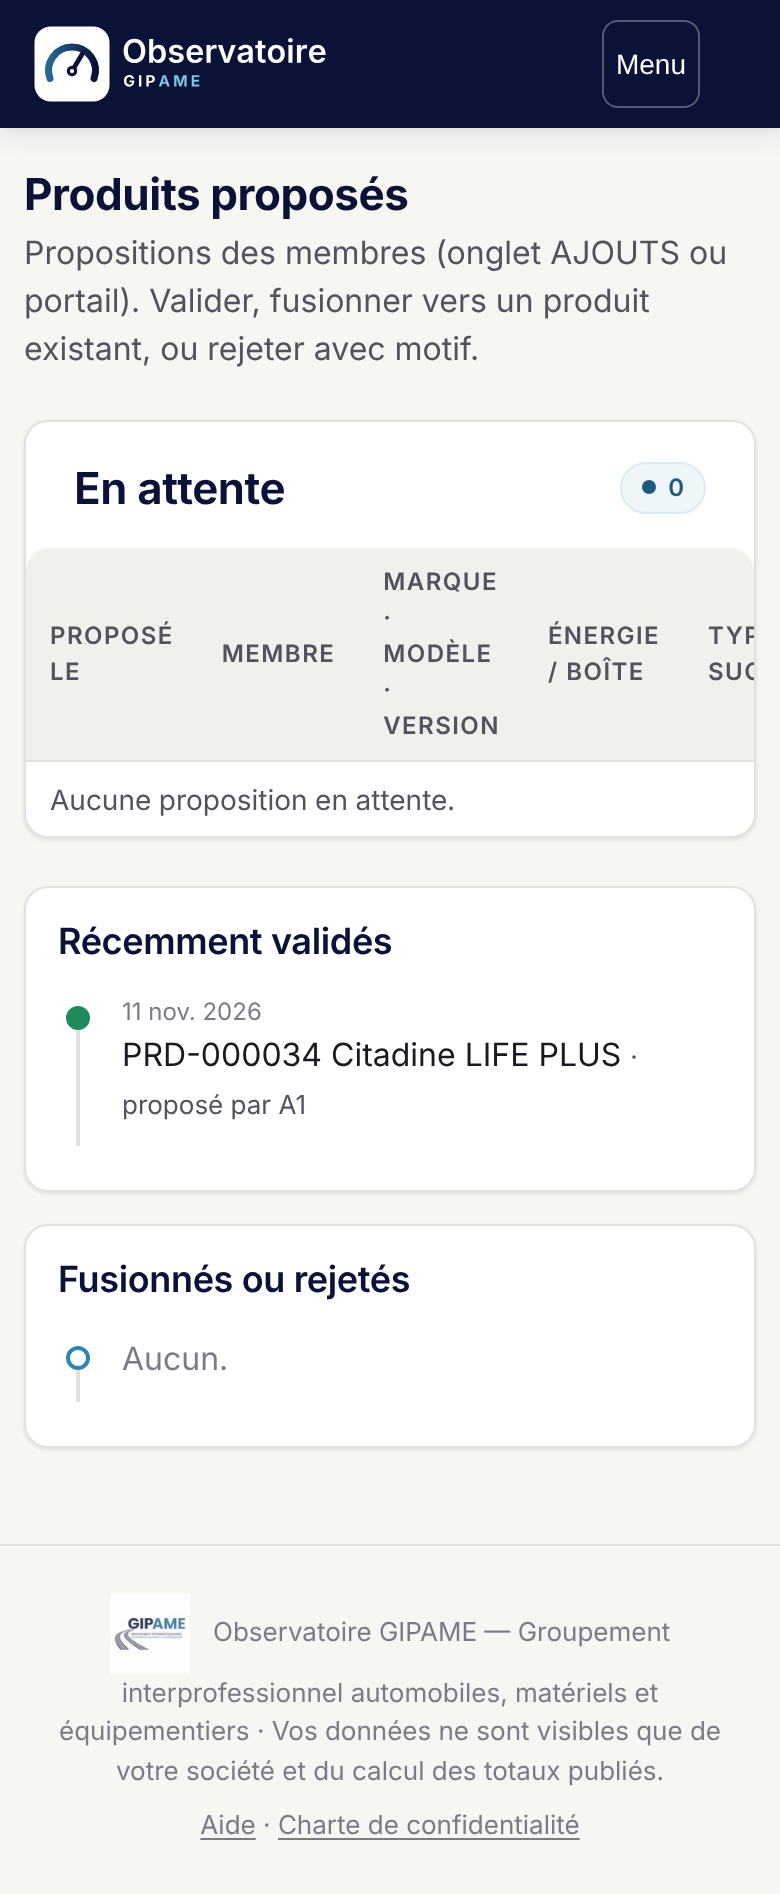 Observatoire
GIPAME
Menu
Produits proposés
Propositions des membres (onglet AJOUTS ou
portail). Valider, fusionner vers un produit
existant, ou rejeter avec motif.
En attente
0
PROPOSÉ
LE
MEMBRE
MARQUE
·
MODÈLE
·
VERSION
ÉNERGIE
/ BOÎTE
Aucune proposition en attente.
Récemment validés
11 nov. 2026
PRD-000034 Citadine LIFE PLUS ·
proposé par A1
Fusionnés ou rejetés
Aucun.
GIPAME
Observatoire GIPAME — Groupement
interprofessionnel automobiles, matériels et
équipementiers · Vos données ne sont visibles que de
votre société et du calcul des totaux publiés.
Aide · Charte de confidentialité